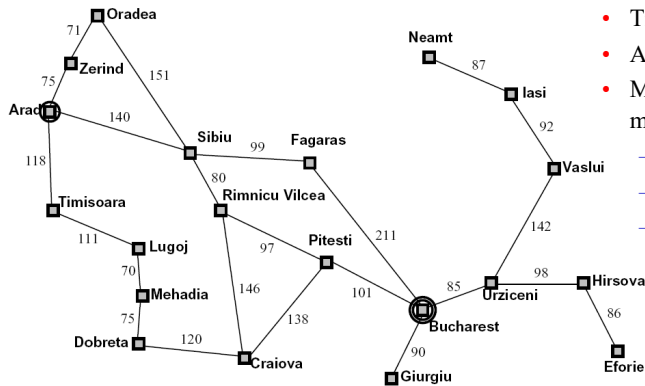 Oradea
71
Neamt
• T
Zerind
87
• A
75
151
Iasi
• M
Arad
140
92
m
Sibiu
Fagaras
99
118
Vaslui
–
80
Timisoara
Rimnicu Vilcea
–
111
97
Pitesti
211
142
–
Lugoj
70
146
101
85
98
Hirsova
Mehadia
Urziceni
75
138
86
Bucharest
Dobreta
120
90
Craiova
Giurgiu
Eforie